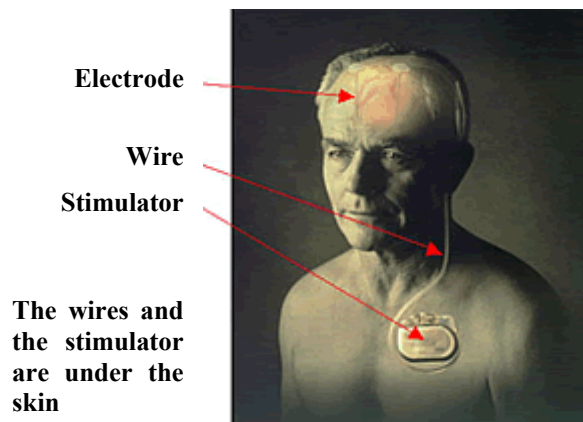 Electrode
Wire
Stimulator
The wires and
the stimulator
are under the
skin